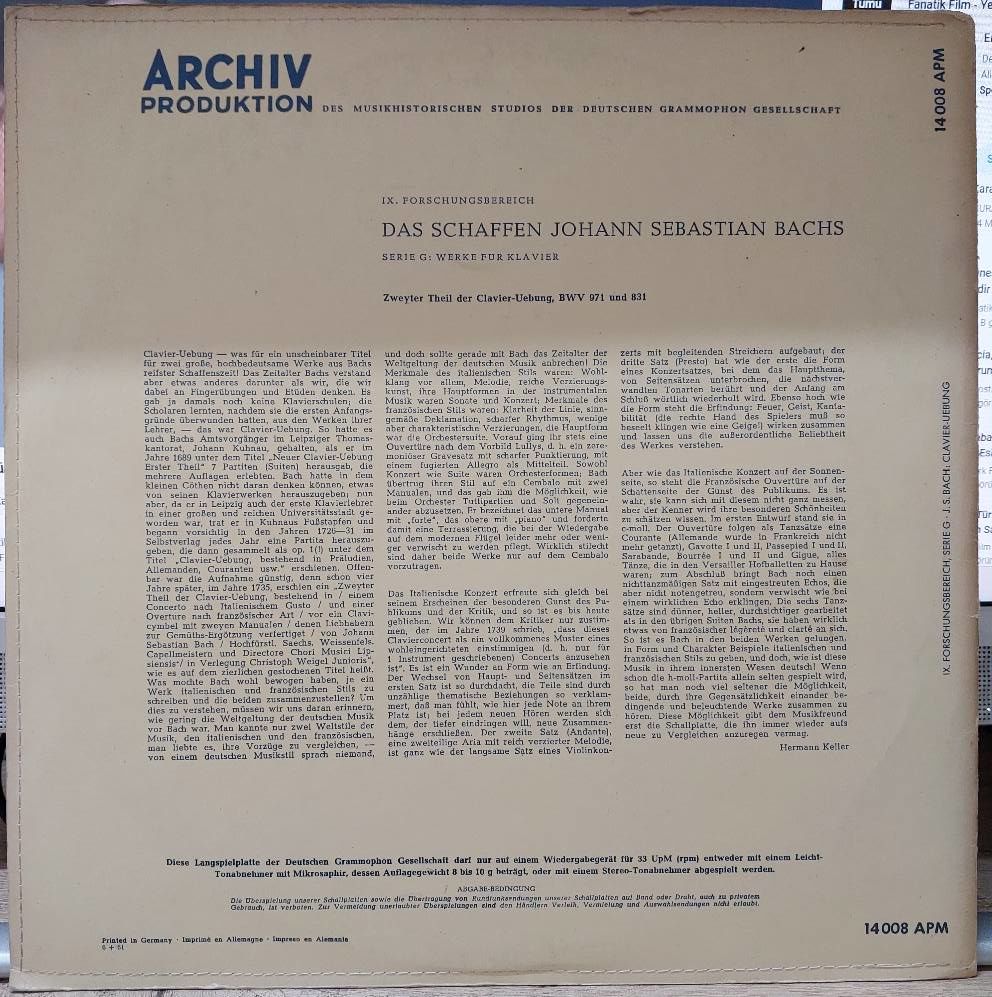 ARCHIV
PRODUKTION DES MUSIKHISTORISCHEN STUDIOS DER DEUTSCHEN GRAMMOPHON GESELLSCHAFT
14 008 APM
IX. FORSCHUNGSBEREICH
DAS SCHAFFEN JOHANN SEBASTIAN BACHS
SERIE G: WERKE FÜR KLAVIER
Zweyter Theil der Clavier-Uebung, BWV 971 und 831
Clavier-Uebung — was für ein unscheinbarer Titel
für zwei große, hochbedeutsame Werke aus Bachs
reifster Schaffenszeit! Das Zeitalter Bachs verstand
aber etwas anderes darunter als wir, die wir
dabei an Fingerübungen und Etüden denken. Es
gab ja damals noch keine Klavierschulen; die
Scholaren lernten, nachdem sie die ersten Anfangs-
gründe überwunden hatten, aus den Werken ihrer
Lehrer, — das war Clavier-Uebung. So hatte es
auch Bachs Amtsvorgänger im Leipziger Thomas-
kantorat, Johann Kuhnau, gehalten, als er im
Jahre 1689 unter dem Titel „Neuer Clavier-Uebung
Erster Theil" 7 Partiten (Suiten) herausgab, die
mehrere Auflagen erlebten. Bach hatte in dem
kleinen Cöthen nicht daran denken können, etwas
von seinen Klavierwerken herauszugeben; nun
aber, da er in Leipzig auch der erste Klavierlehrer
in einer großen und reichen Universitätsstadt ge-
worden war, trat er in Kuhnaus Fußstapfen und
begann vorsichtig in den Jahren 1726—31 im
Selbstverlag jedes Jahr eine Partita herauszu-
geben, die dann gesammelt als op. 1(!) unter dem
Titel „Clavier-Uebung, bestehend in Präludien,
Allemanden, Couranten usw." erschienen. Offen-
bar war die Aufnahme günstig, denn schon vier
Jahre später, im Jahre 1735, erschien ein „Zweyter
Theil der Clavier-Uebung, bestehend in / einem
Concerto nach Italienischem Gusto / und einer
Overture nach französischer Art / vor ein Clavi-
cymbel mit zweyen Manualen / denen Liebhabern
zur Gemüths-Ergötzung verfertiget / von Johann
Sebastian Bach / Hochfürstl. Saechs. Weissenfels.
Capellmeistern und Directore Chori Musici Lip-
siensis"/ in Verlegung Christoph Weigel Junioris",
wie es auf dem zierlichen gestochenen Titel heißt.
Was mochte Bach wohl bewogen haben, je ein
Werk italienischen und französischen Stils zu
schreiben und die beiden zusammenzustellen? Um
dies zu verstehen, müssen wir uns daran erinnern,
wie gering die Weltgeltung der deutschen Musik
vor Bach war. Man kannte nur zwei Weltstile der
Musik, den italienischen und den französischen,
man liebte es, ihre Vorzüge zu vergleichen, —
von einem deutschen Musikstil sprach niemand,
und doch sollte gerade mit Bach das Zeitalter der
Weltgeltung der deutschen Musik anbrechen! Die
Merkmale des italienischen Stils waren: Wohl-
klang vor allem, Melodie, reiche Verzierungs-
kunst, ihre Hauptformen in der instrumentalen
Musik waren Sonate und Konzert; Merkmale des
französischen Stils waren: Klarheit der Linie, sinn-
gemäße Deklamation, scharfer Rhythmus, wenige
aber charakteristische Verzierungen, die Hauptform
war die Orchestersuite. Voraus ging ihr stets eine
Ouvertüre nach dem Vorbild Lullys, d. h. ein zere-
moniöser Gravesatz mit scharfer Punktierung, mit
einem fugierten Allegro als Mittelteil. Sowohl
Konzert wie Suite waren Orchesterformen; Bach
übertrug ihren Stil auf ein Cembalo mit zwei
Manualen, und das gab ihm die Möglichkeit, wie
beim Orchester Tuttipartien und Soli gegenein-
ander abzusetzen. Er bezeichnet das untere Manual
mit „forte", das obere mit „piano" und forderte
damit eine Terrassierung, die bei der Wiedergabe
auf dem modernen Flügel leider mehr oder weni-
ger verwischt zu werden pflegt. Wirklich stilecht
sind daher beide Werke nur auf dem Cembalo
vorzutragen.
Das Italienische Konzert erfreute sich gleich bei
seinem Erscheinen der besonderen Gunst des Pu-
blikums und der Kritik, und so ist es bis heute
geblieben. Wir können dem Kritiker nur zustim-
men, der im Jahre 1739 schrieb, „dass dieses
Clavierconcert als ein vollkommenes Muster eines
wohleingerichteten einstimmigen (d. h. nur für
1 Instrument geschriebenen) Concerts anzusehen
ist". Es ist ein Wunder an Form wie an Erfindung.
Der Wechsel von Haupt- und Seitensätzen im
ersten Satz ist so durchdacht, die Teile sind durch
unzählige thematische Beziehungen so verklam-
mert, daß man fühlt, wie hier jede Note an ihrem
Platz ist; bei jedem neuen Hören werden sich
dem, der tiefer eindringen will, neue Zusammen-
hänge erschließen. Der zweite Satz (Andante),
eine zweiteilige Aria mit reich verzierter Melodie,
ist ganz wie der langsame Satz eines Violinkon-
zerts mit begleitenden Streichern aufgebaut; der
dritte Satz (Presto) hat wie der erste die Form
eines Konzertsatzes, bei dem das Hauptthema,
von Seitensätzen unterbrochen, die nächstver-
wandten Tonarten berührt und der Anfang am
Schluß wörtlich wiederholt wird. Ebenso hoch wie
die Form steht die Erfindung: Feuer, Geist, Kanta-
bilität (die rechte Hand des Spielers muß so
beseelt klingen wie eine Geige!) wirken zusammen
und lassen uns die außerordentliche Beliebtheit
des Werks verstehen.
Aber wie das Italienische Konzert auf der Sonnen-
seite, so steht die Französische Ouvertüre auf der
Schattenseite der Gunst des Publikums. Es ist
wahr, sie kann sich mit diesem nicht ganz messen,
aber der Kenner wird ihre besonderen Schönheiten
zu schätzen wissen. Im ersten Entwurf stand sie in
c-moll. Der Ouvertüre folgen als Tanzsätze eine
Courante (Allemande wurde in Frankreich nicht
mehr getanzt), Gavotte I und II, Passepied I und II,
Sarabande, Bourrée I und II und Gigue, alles
Tänze, die in den Versailler Hofballetten zu Hause
waren; zum Abschluß bringt Bach noch einen
nichttanzmäßigen Satz mit eingestreuten Echos, die
aber nicht notengetreu, sondern verwischt wie bei
einem wirklichen Echo erklingen. Die sechs Tanz-
sätze sind dünner, heller, durchsichtiger gearbeitet
als in den übrigen Suiten Bachs, sie haben wirklich
etwas von französischer légèreté und clarté an sich.
So ist es Bach in den beiden Werken gelungen,
in Form und Charakter Beispiele italienischen und
französischen Stils zu geben, und doch, wie ist diese
Musik in ihrem innersten Wesen deutsch! Wenn
schon die h-moll-Partita allein selten gespielt wird,
so hat man noch viel seltener die Möglichkeit,
beide, durch ihre Gegensätzlichkeit einander be-
dingende und beleuchtende Werke zusammen zu
hören. Diese Möglichkeit gibt dem Musikfreund
erst die Schallplatte, die ihn immer wieder aufs
neue zu Vergleichen anzuregen vermag.
Hermann Keller
IX. FORSCHUNGSBEREICH, SERIE G · J. S. BACH: CLAVIER-UEBUNG
Diese Langspielplatte der Deutschen Grammophon Gesellschaft darf nur auf einem Wiedergabegerät für 33 UpM (rpm) entweder mit einem Leicht-
Tonabnehmer mit Mikrosaphir, dessen Auflagegewicht 8 bis 10 g beträgt, oder mit einem Stereo-Tonabnehmer abgespielt werden.
ABGABE-BEDINGUNG
Die Überspielung unserer Schallplatten sowie die Übertragung von Rundfunksendungen unserer Schallplatten auf Band oder Draht, auch zu privatem
Gebrauch, ist verboten. Zur Vermeidung unerlaubter Überspielungen sind den Händlern Verleih, Vermietung und Auswahlsendungen nicht erlaubt.
14 008 APM
Printed in Germany · Imprimé en Allemagne · Impreso en Alemania
6 + 61
Tümü
Fanatik Film - Ye